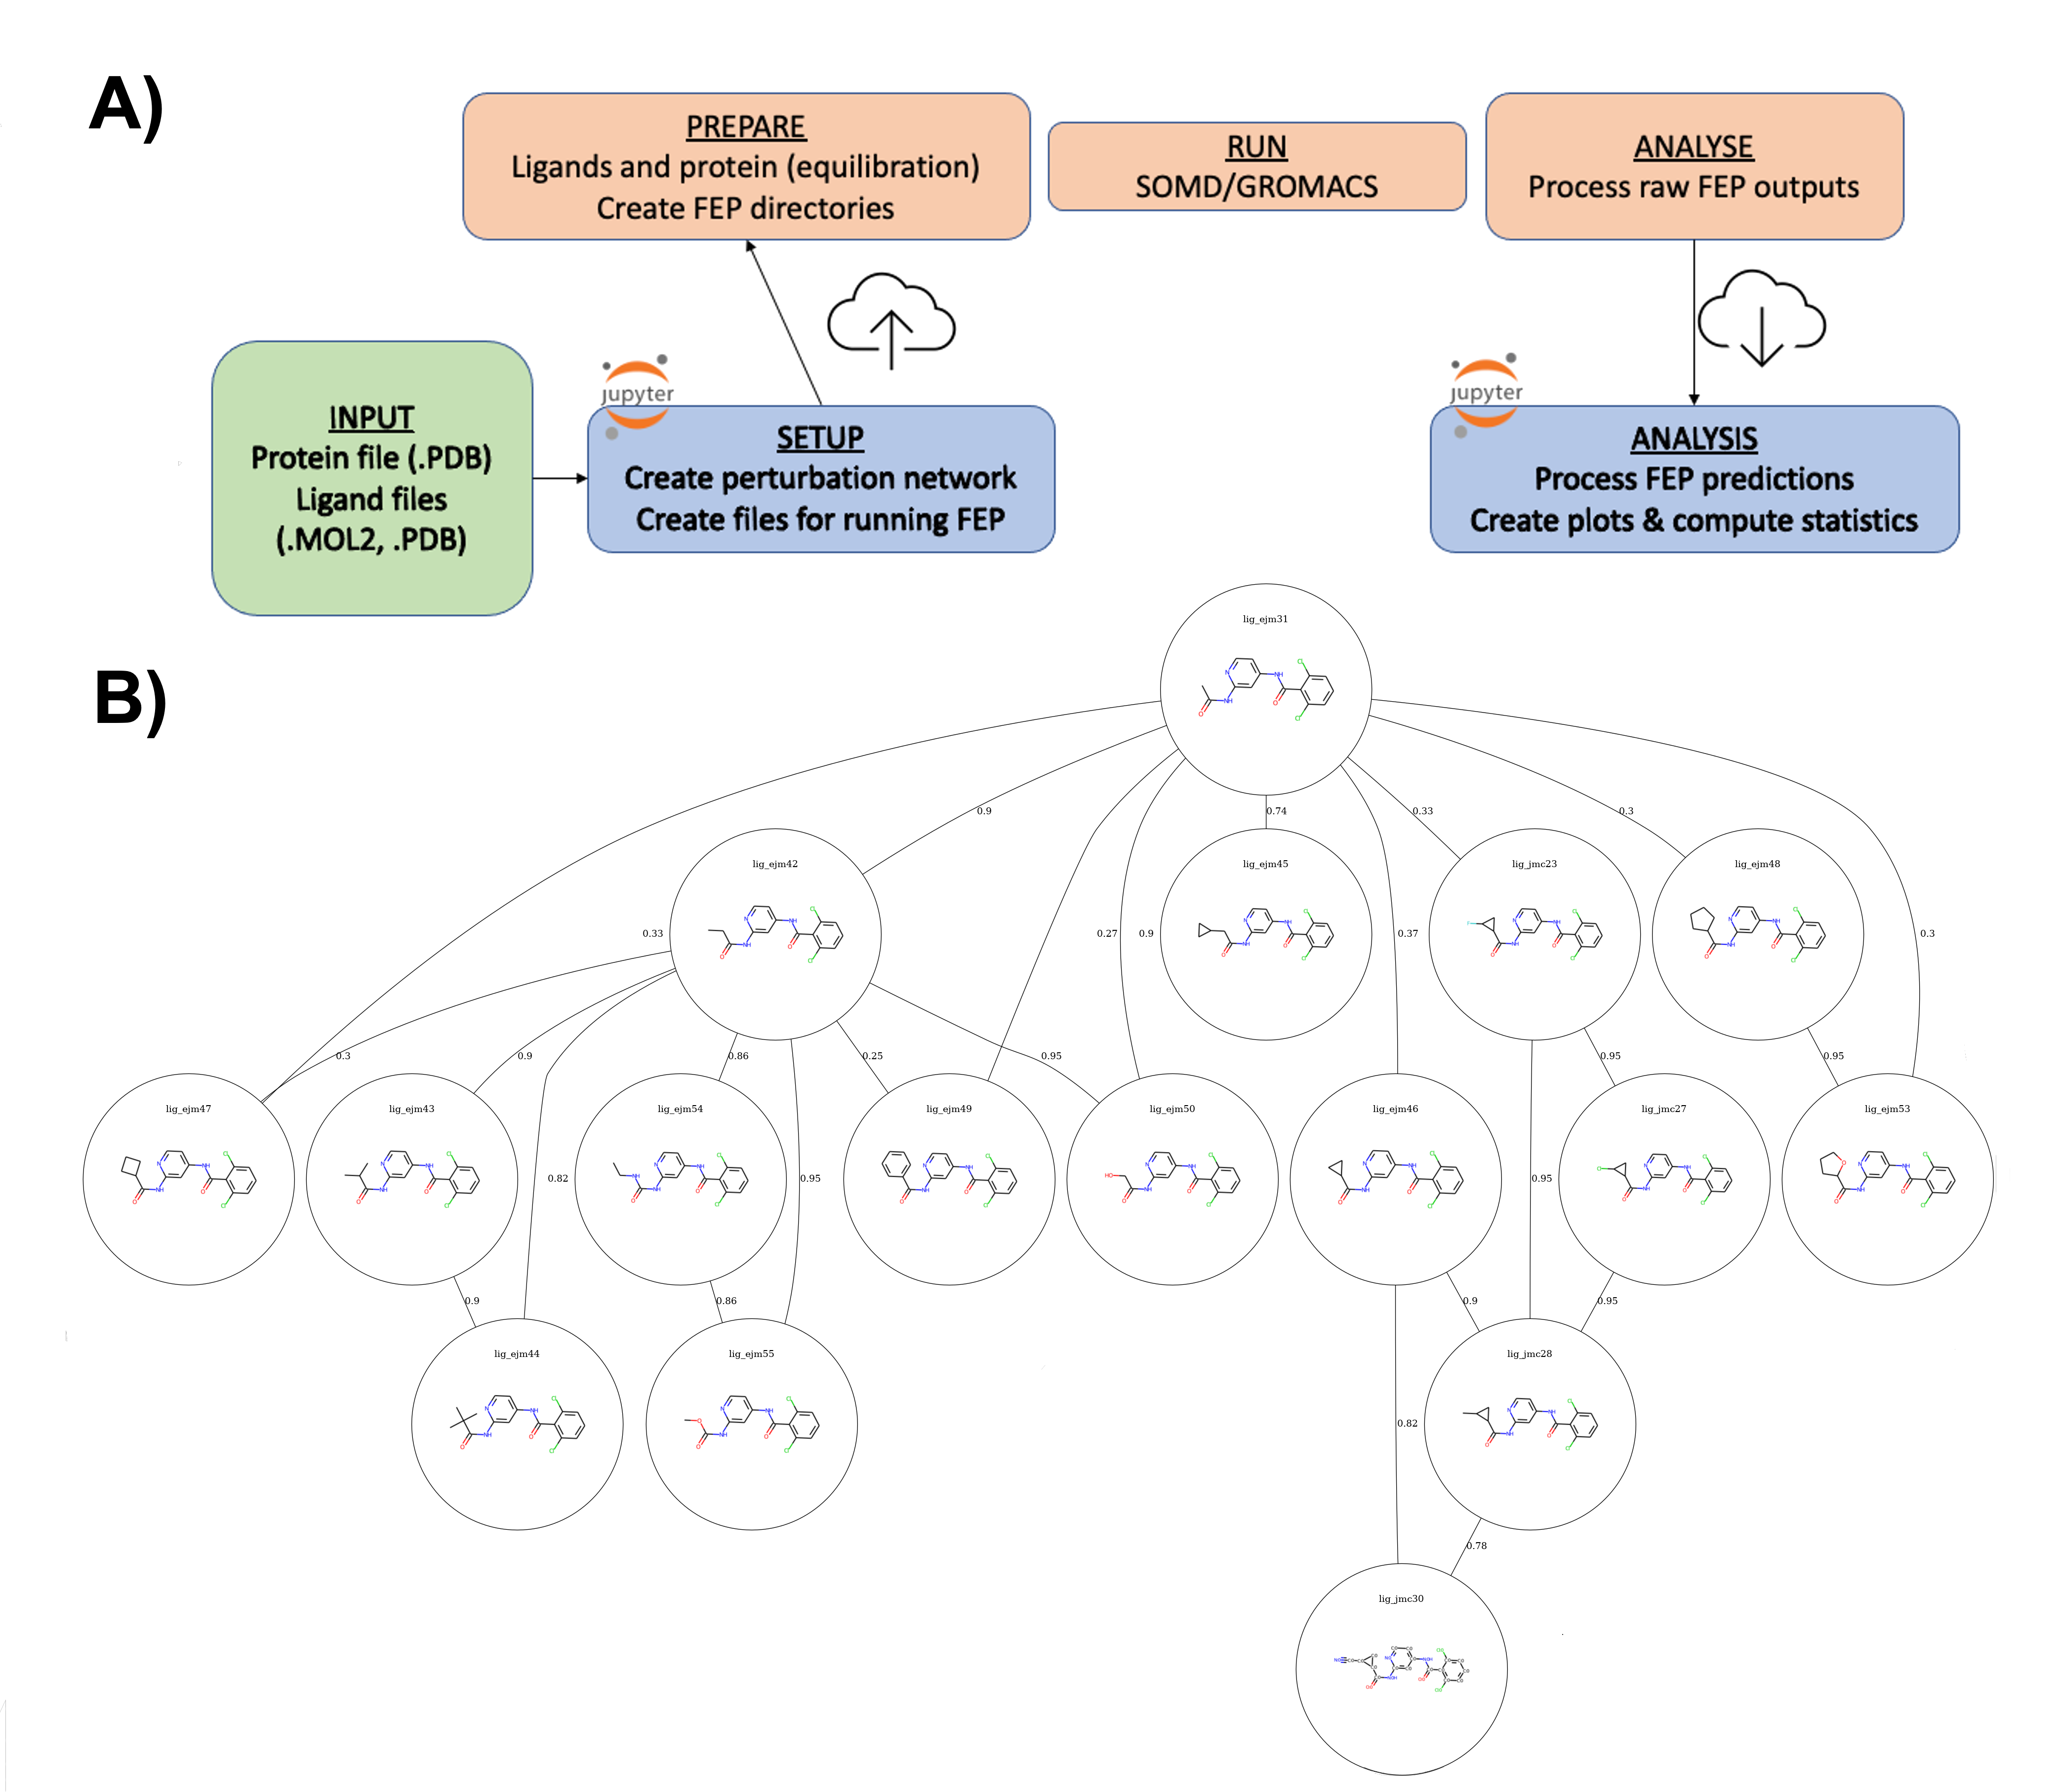 A)
PREPARE
Ligands and protein (equilibration)
Create FEP directories
RUN
SOMD/GROMACS
ANALYSE
Process raw FEP outputs
INPUT
Protein file (.PDB)
Ligand files
(.MOL2, .PDB)
jupyter
SETUP
Create perturbation network
Create files for running FEP
jupyter
ANALYSIS
Process FEP predictions
Create plots & compute statistics
B)
lig_ejm31
0.9
0.74
0.33
0.3
lig_ejm42
lig_ejm45
lig_jmc23
lig_ejm48
0.33
0.27
0.9
0.37
0.3
0.3
0.9
0.86
0.25
0.95
0.95
0.95
lig_ejm47
lig_ejm43
lig_ejm54
lig_ejm49
lig_ejm50
lig_ejm46
lig_jmc27
lig_ejm53
0.82
0.95
0.95
0.9
0.86
0.9
0.95
lig_ejm44
lig_ejm55
lig_jmc28
0.82
0.78
lig_jmc30